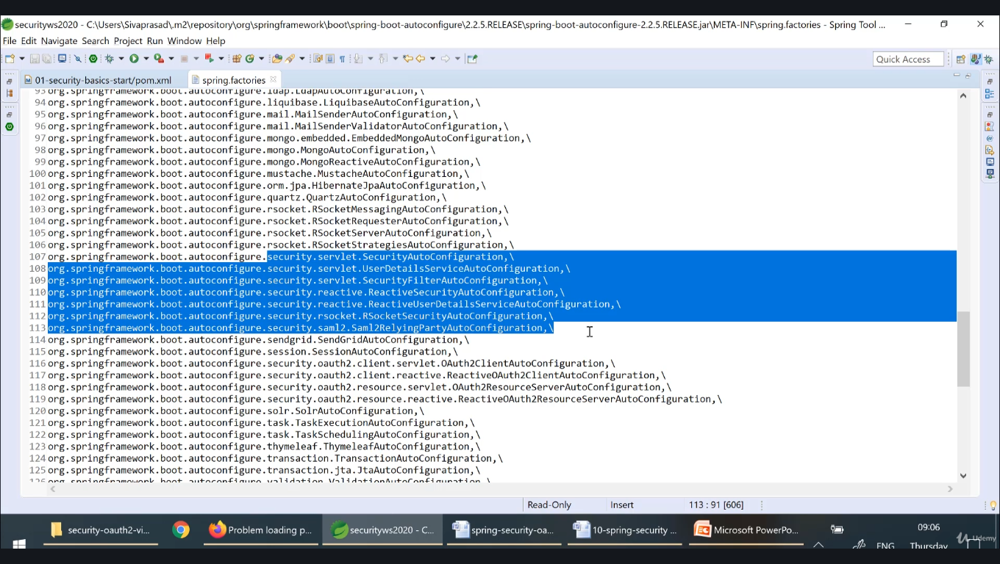 securityws2020 - C:\Users\Sivaprasad\.m2\repository\org\springframework\boot\spring-boot-autoconfigure\2.2.5.RELEASE\spring-boot-autoconfigure-2.2.5.RELEASE.jar\META-INF\spring.factories - Spring Tool ...
File Edit Navigate Search Project Run Window Help
Quick Access
01-security-basics-start/pom.xml spring.factories
93 org.springframework.boot.autoconfigure.ldap.LdapAutoConfiguration,\
94 org.springframework.boot.autoconfigure.liquibase.LiquibaseAutoConfiguration,\
95 org.springframework.boot.autoconfigure.mail.MailSenderAutoConfiguration,\
96 org.springframework.boot.autoconfigure.mail.MailSenderValidatorAutoConfiguration,\
97 org.springframework.boot.autoconfigure.mongo.embedded.EmbeddedMongoAutoConfiguration,\
98 org.springframework.boot.autoconfigure.mongo.MongoAutoConfiguration,\
99 org.springframework.boot.autoconfigure.mongo.MongoReactiveAutoConfiguration,\
100 org.springframework.boot.autoconfigure.mustache.MustacheAutoConfiguration,\
101 org.springframework.boot.autoconfigure.orm.jpa.HibernateJpaAutoConfiguration,\
102 org.springframework.boot.autoconfigure.quartz.QuartzAutoConfiguration,\
103 org.springframework.boot.autoconfigure.rsocket.RSocketMessagingAutoConfiguration,\
104 org.springframework.boot.autoconfigure.rsocket.RSocketRequesterAutoConfiguration,\
105 org.springframework.boot.autoconfigure.rsocket.RSocketServerAutoConfiguration,\
106 org.springframework.boot.autoconfigure.rsocket.RSocketStrategiesAutoConfiguration,\
107 org.springframework.boot.autoconfigure.security.servlet.SecurityAutoConfiguration,\
108 org.springframework.boot.autoconfigure.security.servlet.UserDetailsServiceAutoConfiguration,\
109 org.springframework.boot.autoconfigure.security.servlet.SecurityFilterAutoConfiguration,\
110 org.springframework.boot.autoconfigure.security.reactive.ReactiveSecurityAutoConfiguration,\
111 org.springframework.boot.autoconfigure.security.reactive.ReactiveUserDetailsServiceAutoConfiguration,\
112 org.springframework.boot.autoconfigure.security.rsocket.RSocketSecurityAutoConfiguration,\
113 org.springframework.boot.autoconfigure.security.saml2.Saml2RelyingPartyAutoConfiguration,\
114 org.springframework.boot.autoconfigure.sendgrid.SendGridAutoConfiguration,\
115 org.springframework.boot.autoconfigure.session.SessionAutoConfiguration,\
116 org.springframework.boot.autoconfigure.security.oauth2.client.servlet.OAuth2ClientAutoConfiguration,\
117 org.springframework.boot.autoconfigure.security.oauth2.client.reactive.ReactiveOAuth2ClientAutoConfiguration,\
118 org.springframework.boot.autoconfigure.security.oauth2.resource.servlet.OAuth2ResourceServerAutoConfiguration,\
119 org.springframework.boot.autoconfigure.security.oauth2.resource.reactive.ReactiveOAuth2ResourceServerAutoConfiguration,\
120 org.springframework.boot.autoconfigure.solr.SolrAutoConfiguration,\
121 org.springframework.boot.autoconfigure.task.TaskExecutionAutoConfiguration,\
122 org.springframework.boot.autoconfigure.task.TaskSchedulingAutoConfiguration,\
123 org.springframework.boot.autoconfigure.thymeleaf.ThymeleafAutoConfiguration,\
124 org.springframework.boot.autoconfigure.transaction.TransactionAutoConfiguration,\
125 org.springframework.boot.autoconfigure.transaction.jta.JtaAutoConfiguration,\
126 org.springframework.boot.autoconfigure.validation.ValidationAutoConfiguration,\
Read-Only Insert 113 : 91 [606]
security-oauth2-vi... Problem loading p... securityws2020 - C... spring-security-oa... 10-spring-security ... Microsoft PowerPo... 09:06
ENG Thursday
Udemy